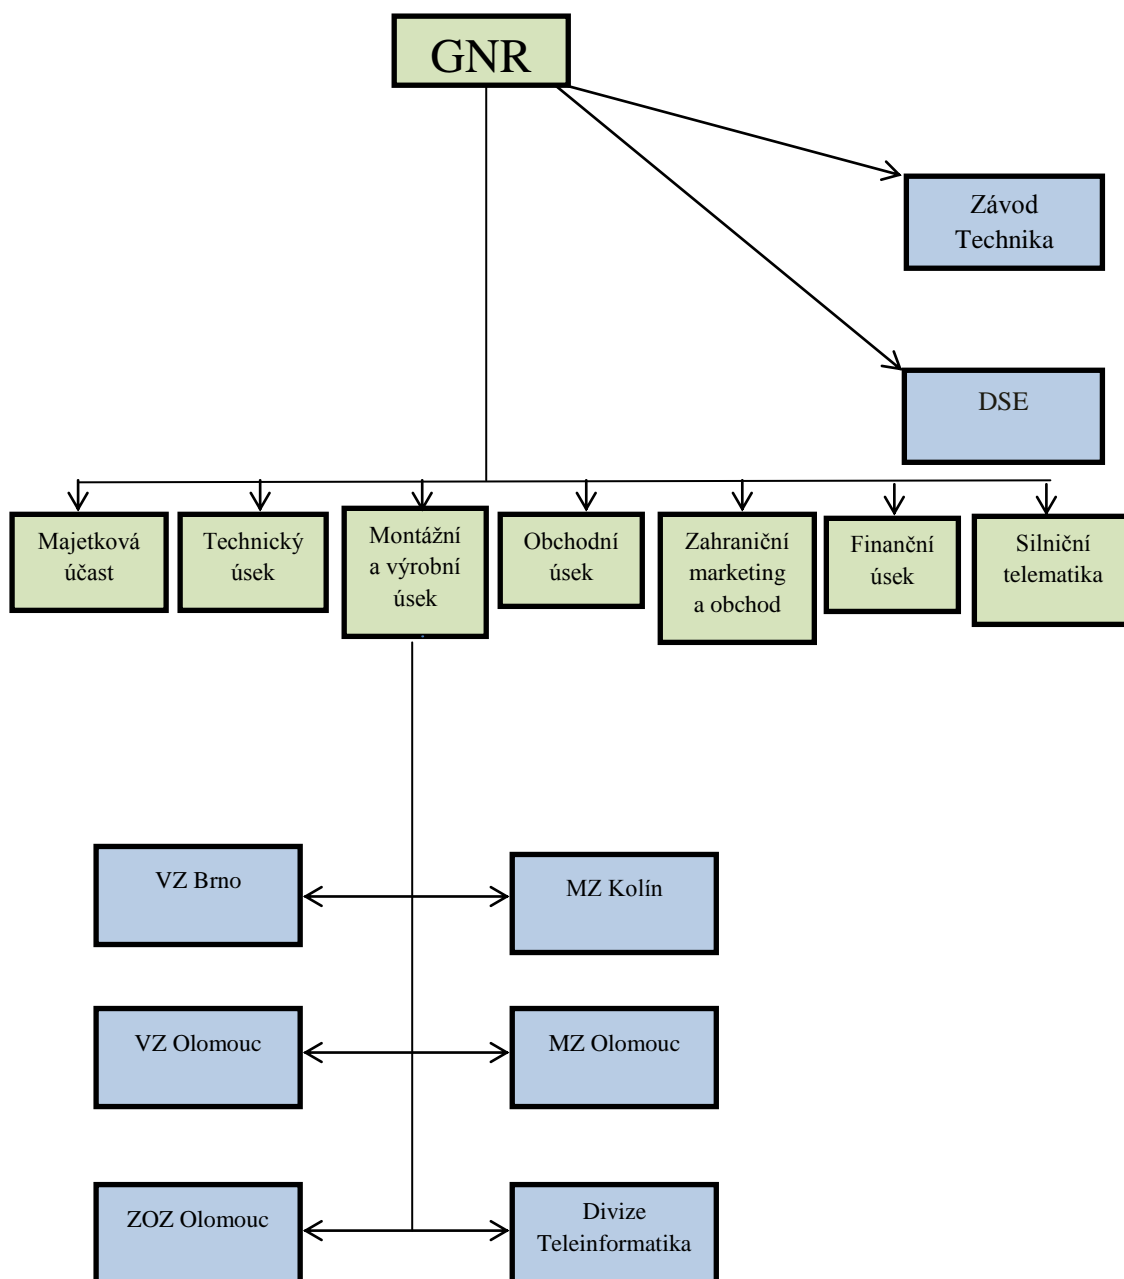 GNR
Závod
Technika
DSE
Majetková
účast
Technický
úsek
Montážní
a výrobní
úsek
Obchodní
úsek
Zahraniční
marketing
a obchod
Finanční
úsek
Silniční
telematika
VZ Brno
MZ Kolín
VZ Olomouc
MZ Olomouc
ZOZ Olomouc
Divize
Teleinformatika